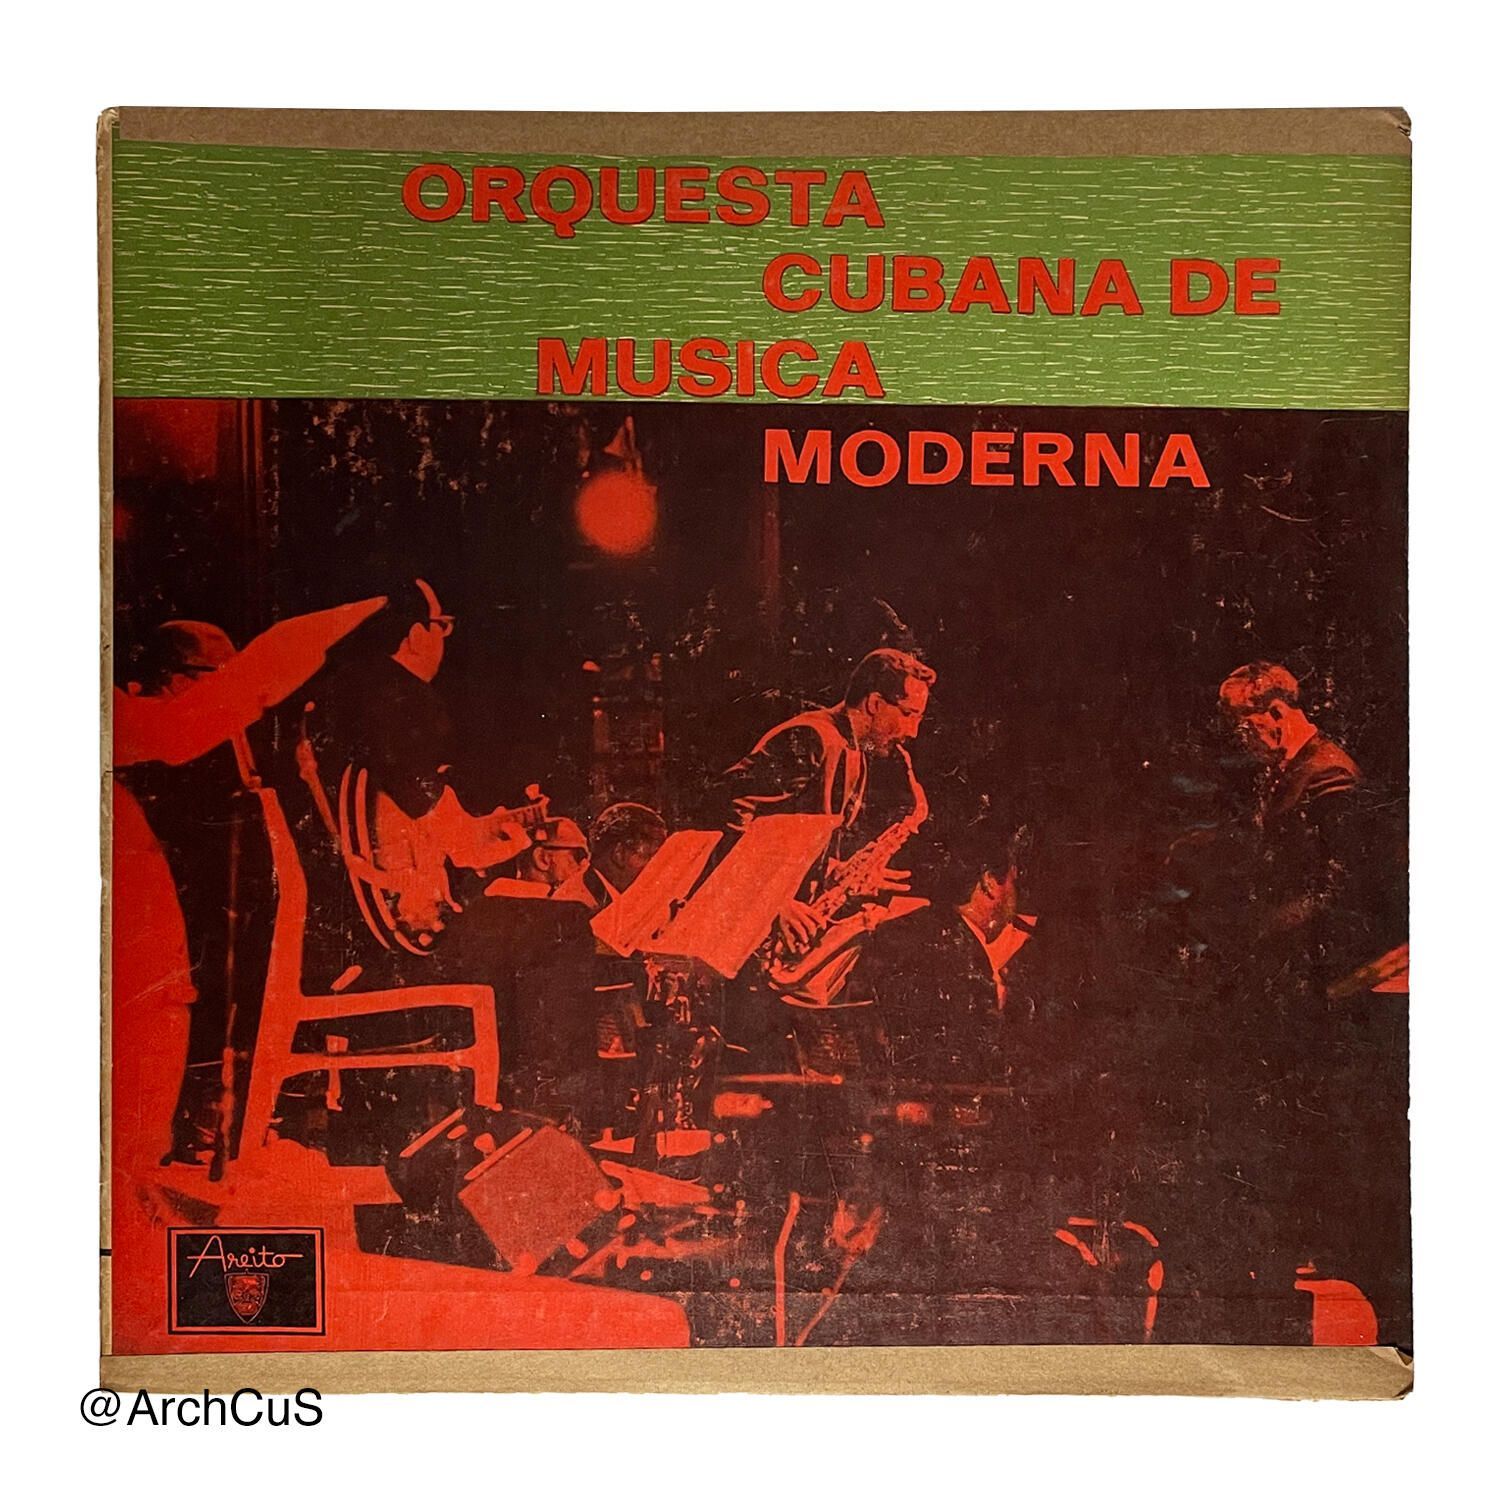 ORQUESTA
CUBANA DE
MUSICA
MODERNA
Areito
@ArchCuS